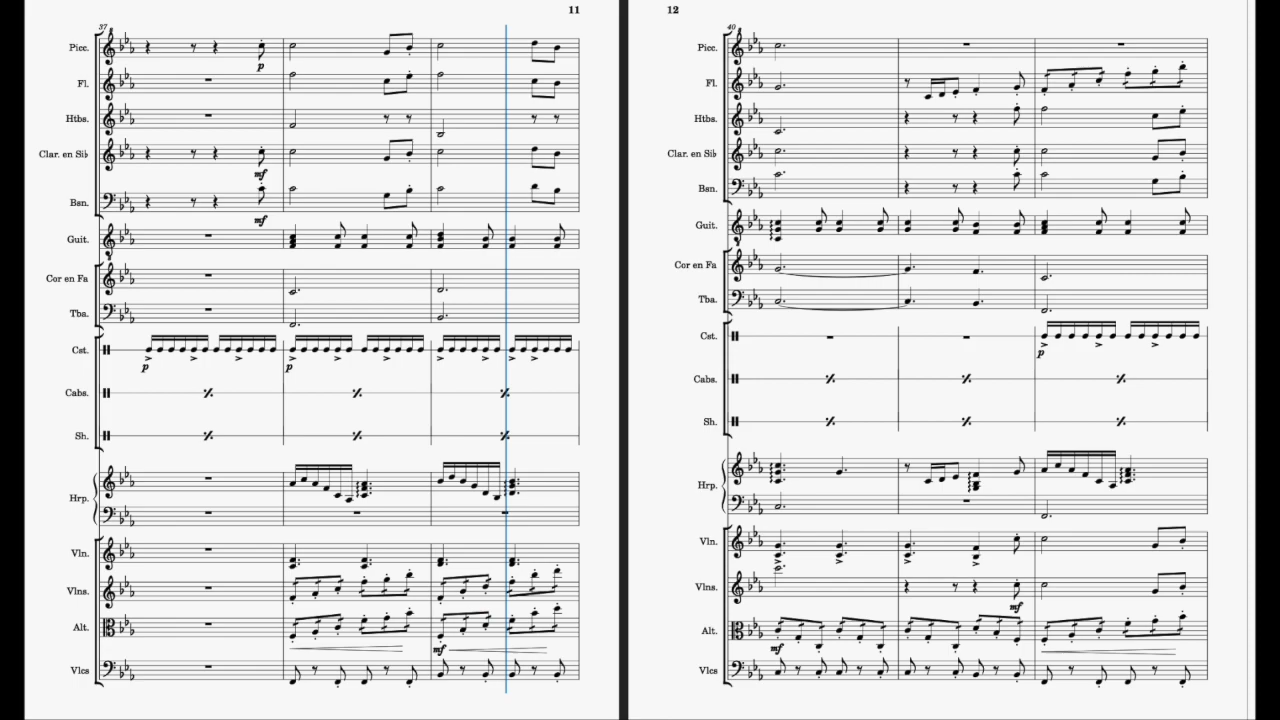 11
37
Picc.
p
Fl.
Htbs.
Clar. en Si♭
mf
Bsn.
mf
Guit.
Cor en Fa
Tba.
Cst.
p
p
Cabs.
Sh.
Hrp.
Vln.
Vlns.
Alt.
mf
Vlcs
12
40
Picc.
Fl.
Htbs.
Clar. en Si♭
Bsn.
Guit.
Cor en Fa
Tba.
Cst.
p
Cabs.
Sh.
Hrp.
Vln.
Vlns.
mf
Alt.
mf
Vlcs